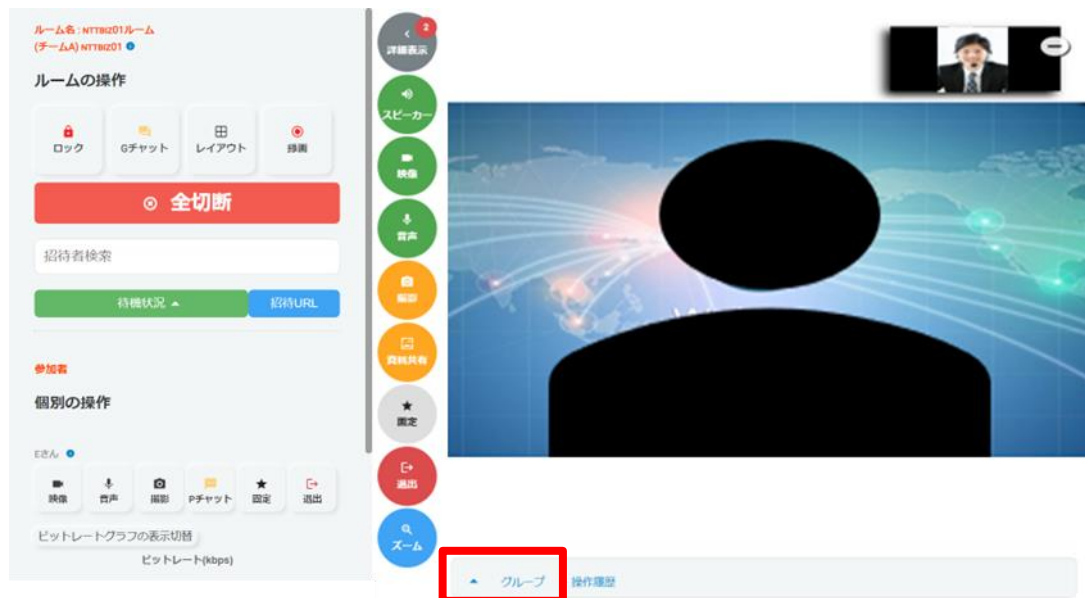 ルーム名 : NTTBIZ01ルーム
(チームA) NTTBIZ01
ルームの操作
ロック
Gチャット
レイアウト
録画
全切断
招待者検索
待機状況
招待URL
参加者
個別の操作
Eさん
映像
音声
撮影
Pチャット
固定
退出
ビットレートグラフの表示切替
ビットレート(kbps)
2
詳細表示
スピーカー
映像
音声
撮影
資料共有
固定
退出
ズーム
グループ
操作履歴